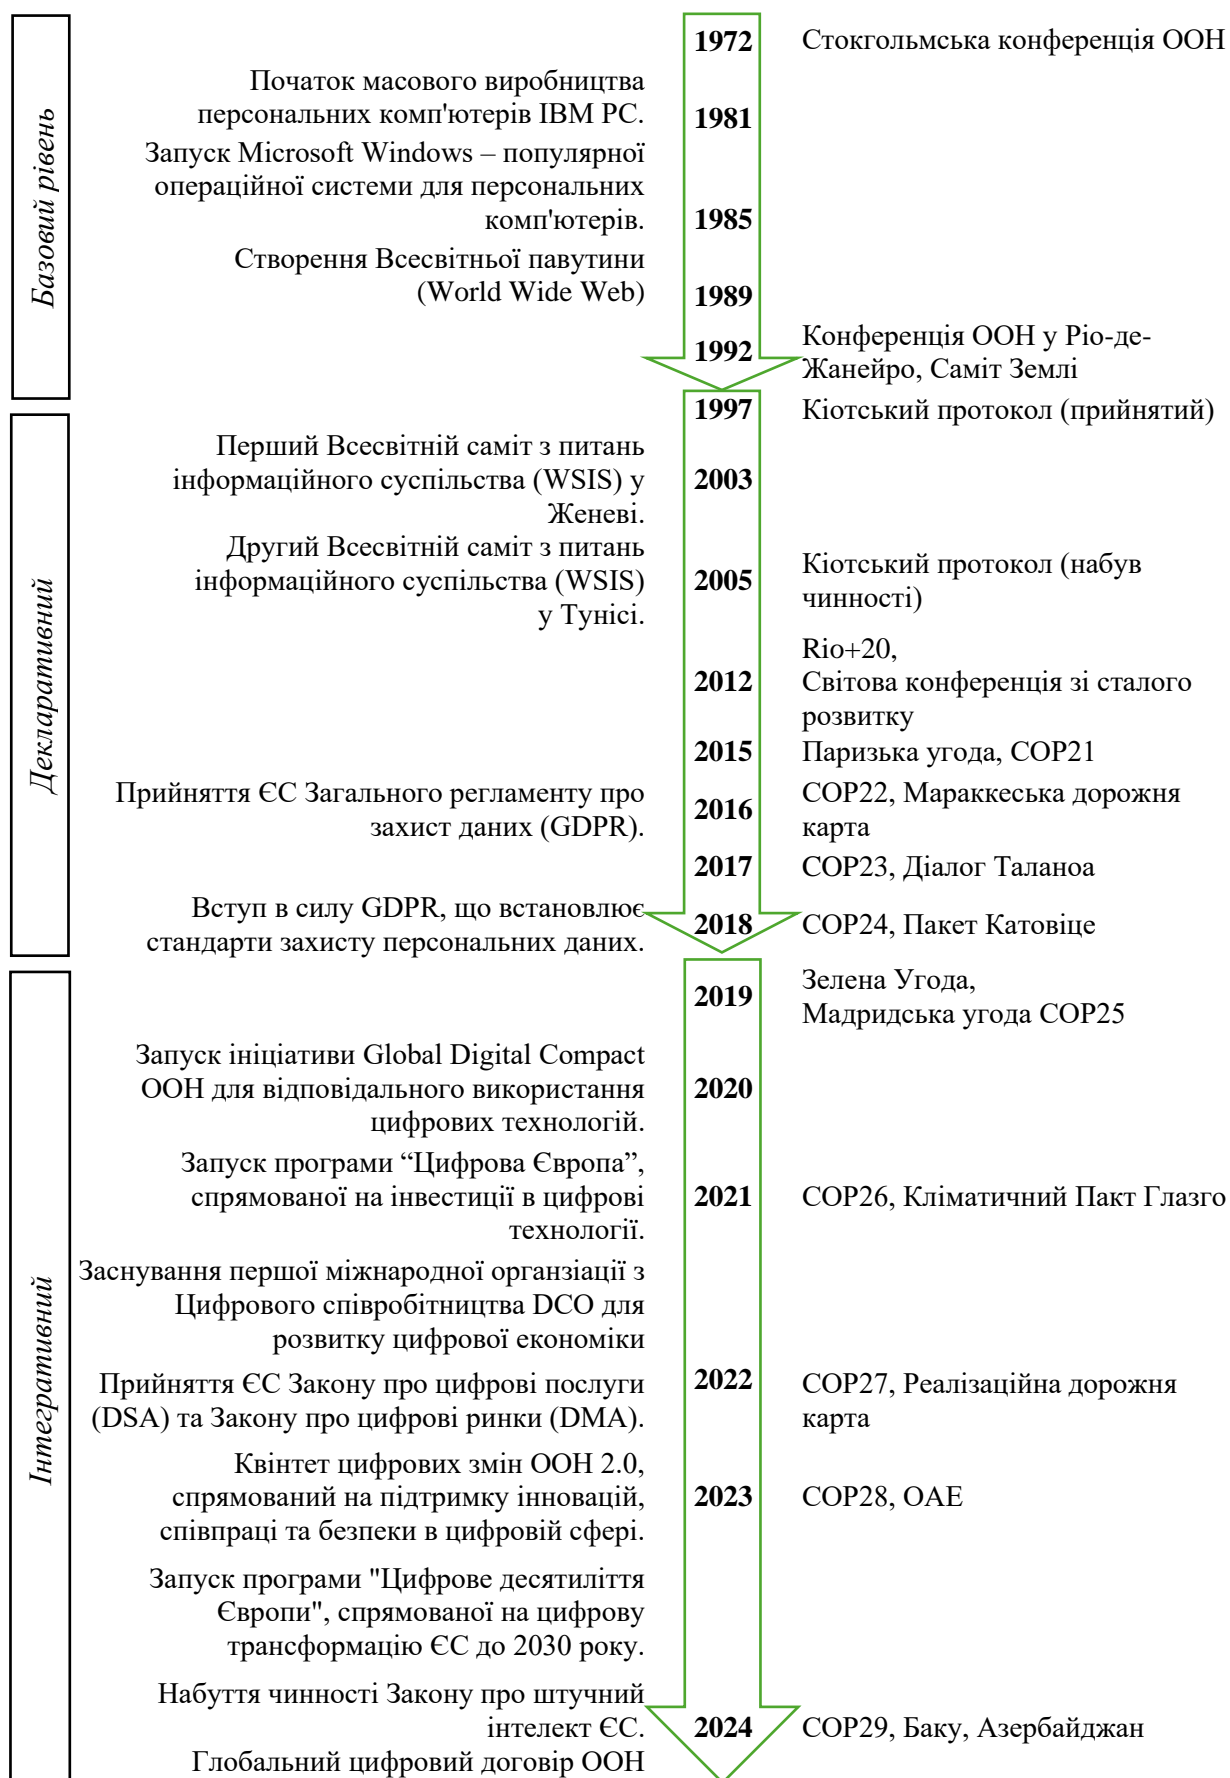 1972 Стокгольмська конференція ООН
Базовий рівень
Початок масового виробництва
персональних комп'ютерів IBM PC.
1981
Запуск Microsoft Windows – популярної
операційної системи для персональних
комп'ютерів.
1985
Створення Всесвітньої павутини
(World Wide Web)
1989
1992
Конференція ООН у Ріо-де-
Жанейро, Саміт Землі
1997 Кіотський протокол (прийнятий)
Декларативний
Перший Всесвітній саміт з питань
інформаційного суспільства (WSIS) у
Женеві.
2003
Другий Всесвітній саміт з питань
інформаційного суспільства (WSIS)
у Тунісі.
2005
Кіотський протокол (набув
чинності)
2012
Rio+20,
Світова конференція зі сталого
розвитку
2015 Паризька угода, COP21
Прийняття ЄС Загального регламенту про
захист даних (GDPR).
2016
COP22, Мараккеська дорожня
карта
2017 COP23, Діалог Таланоа
Вступ в силу GDPR, що встановлює
стандарти захисту персональних даних.
2018 COP24, Пакет Катовіце
Інтегративний
2019
Зелена Угода,
Мадридська угода COP25
Запуск ініціативи Global Digital Compact
ООН для відповідального використання
цифрових технологій.
2020
Запуск програми “Цифрова Європа”,
спрямованої на інвестиції в цифрові
технології.
2021 COP26, Кліматичний Пакт Глазго
Заснування першої міжнародної органзіації з
Цифрового співробітництва DCO для
розвитку цифрової економіки
Прийняття ЄС Закону про цифрові послуги
(DSA) та Закону про цифрові ринки (DMA).
2022
COP27, Реалізаційна дорожня
карта
Квінтет цифрових змін ООН 2.0,
спрямований на підтримку інновацій,
співпраці та безпеки в цифровій сфері.
2023 COP28, ОАЕ
Запуск програми "Цифрове десятиліття
Європи", спрямованої на цифрову
трансформацію ЄС до 2030 року.
Набуття чинності Закону про штучний
інтелект ЄС.
Глобальний цифровий договір ООН
2024 COP29, Баку, Азербайджан